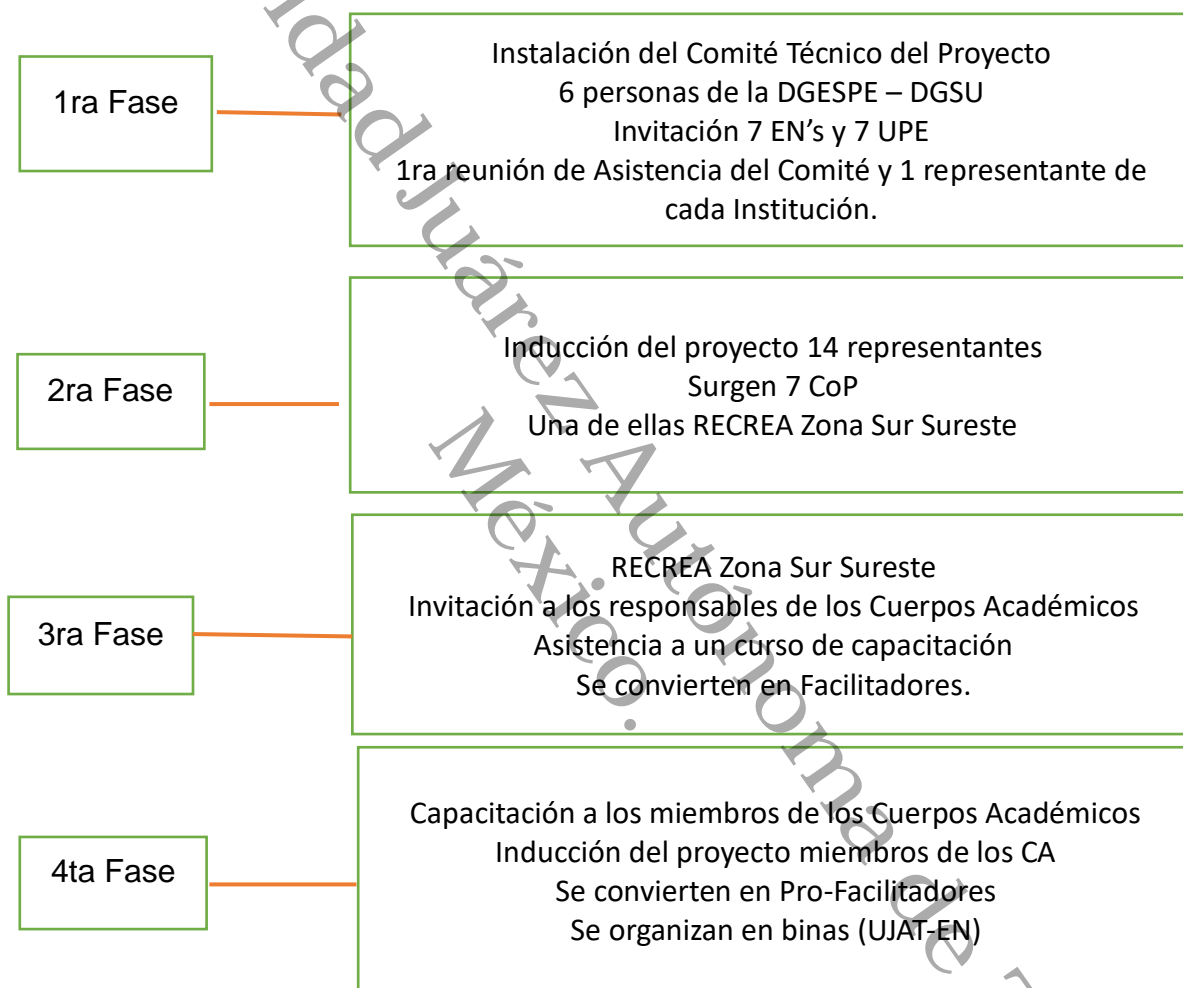 1ra Fase
Instalación del Comité Técnico del Proyecto
6 personas de la DGESPE – DGSU
Invitación 7 EN’s y 7 UPE
1ra reunión de Asistencia del Comité y 1 representante de
cada Institución.
2ra Fase
Inducción del proyecto 14 representantes
Surgen 7 CoP
Una de ellas RECREA Zona Sur Sureste
3ra Fase
RECREA Zona Sur Sureste
Invitación a los responsables de los Cuerpos Académicos
Asistencia a un curso de capacitación
Se convierten en Facilitadores.
4ta Fase
Capacitación a los miembros de los Cuerpos Académicos
Inducción del proyecto miembros de los CA
Se convierten en Pro-Facilitadores
Se organizan en binas (UJAT-EN)
idad Juárez Autónoma de
México.